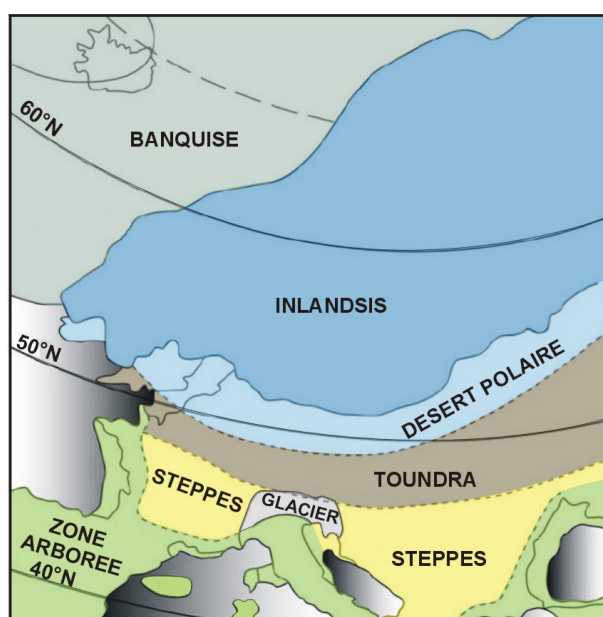 60°N
BANQUISE
INLANDSIS
50°N
DESERT POLAIRE
TOUNDRA
STEPPES
GLACIER
ZONE
ARBOREE
STEPPES
40°N